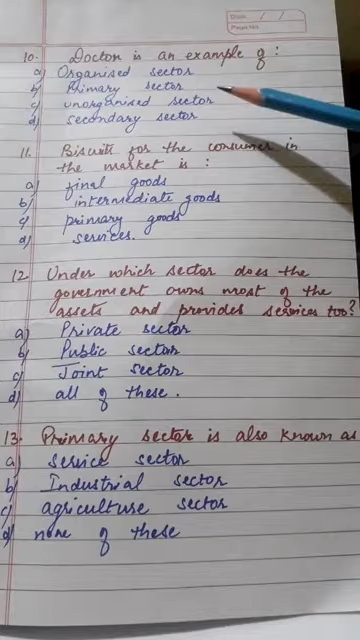 Date / /
Page No.
10. Doctor is an example of :
a) Organised sector
b) Primary sector
c) unorganised sector
d) secondary sector
11. Biscuits for the consumer in
the market is :
a) final goods
b) intermediate goods
c) primary goods
d) services.
12. Under which sector does the
government owns most of the
assets and provides services too?
a) Private sector
b) Public sector
c) Joint sector
d) all of these.
13. Primary sector is also known as
a) service sector
b) Industrial sector
c) agriculture sector
d) none of these